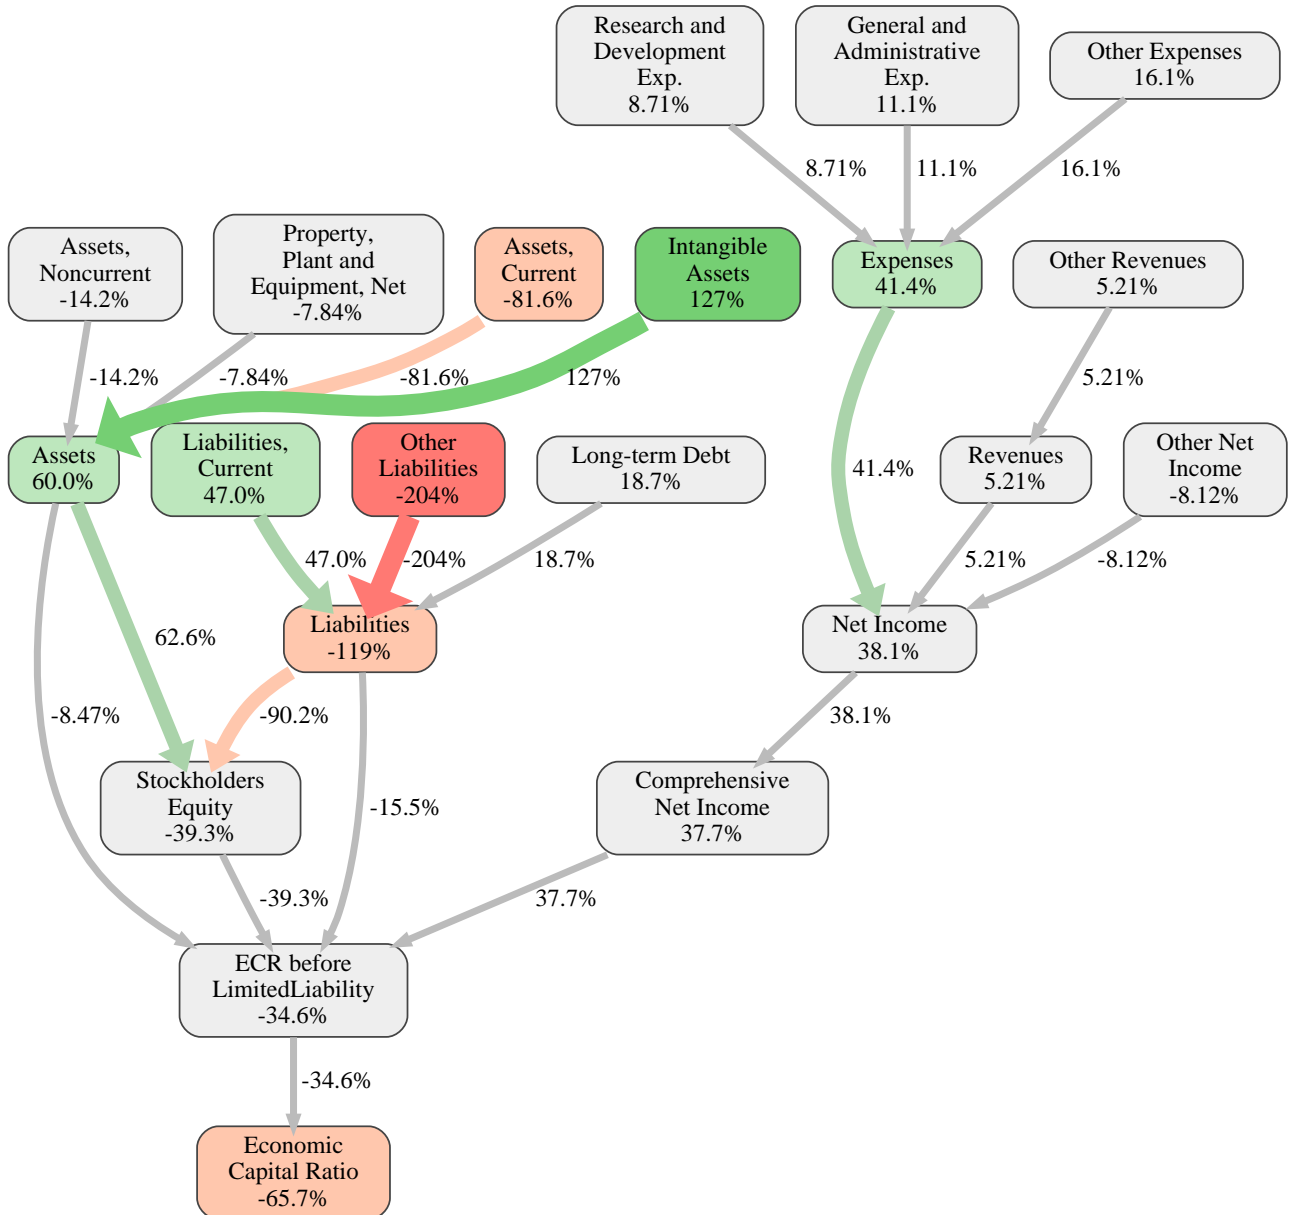 Research and
Development
Exp.
8.71%
General and
Administrative
Exp.
11.1%
Other Expenses
16.1%
8.71%
11.1%
16.1%
Assets,
Noncurrent
-14.2%
Property,
Plant and
Equipment, Net
-7.84%
Assets,
Current
-81.6%
Intangible
Assets
127%
Expenses
41.4%
Other Revenues
5.21%
-14.2%
-7.84%
-81.6%
127%
5.21%
Assets
60.0%
Liabilities,
Current
47.0%
Other
Liabilities
-204%
Long-term Debt
18.7%
41.4%
Revenues
5.21%
Other Net
Income
-8.12%
47.0%
-204%
18.7%
5.21%
-8.12%
62.6%
Liabilities
-119%
Net Income
38.1%
-8.47%
-90.2%
38.1%
Stockholders
Equity
-39.3%
-15.5%
Comprehensive
Net Income
37.7%
-39.3%
37.7%
ECR before
LimitedLiability
-34.6%
-34.6%
Economic
Capital Ratio
-65.7%